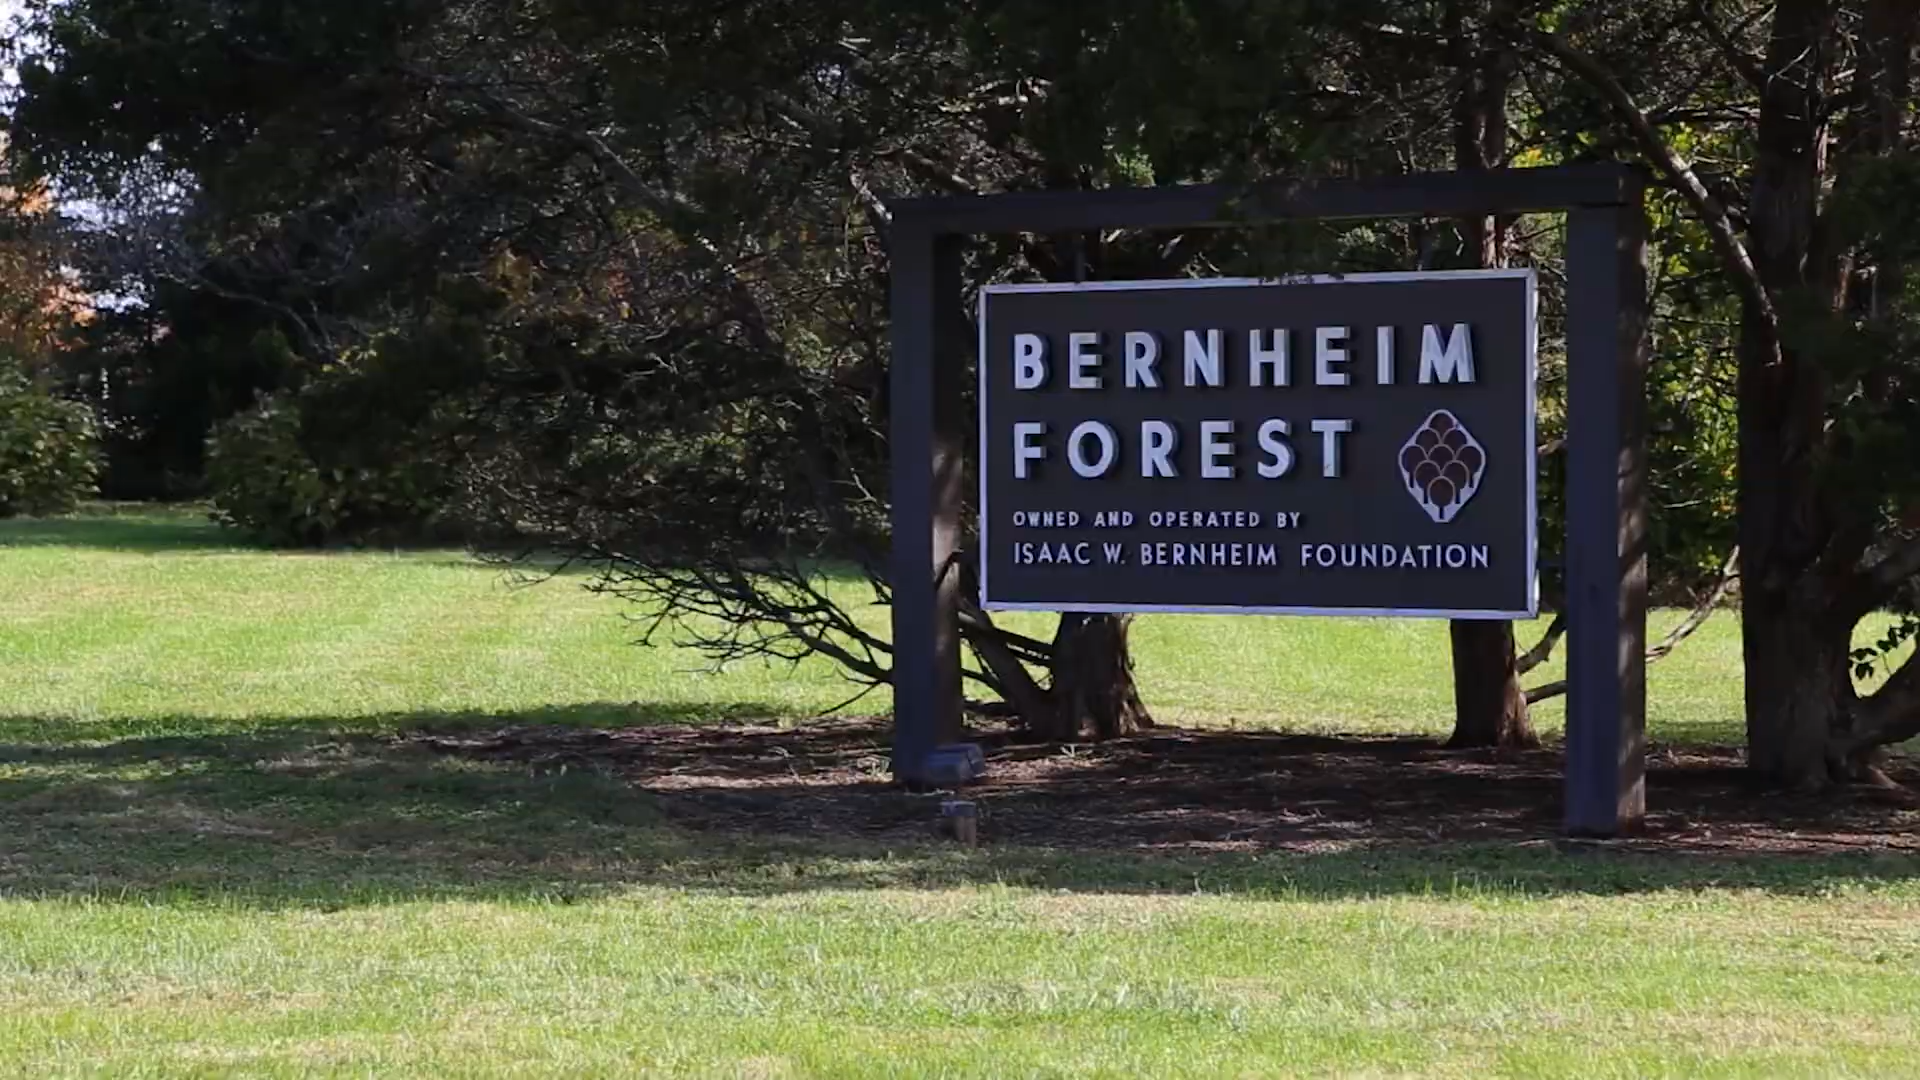 BERNHEIM
FOREST
OWNED AND OPERATED BY
ISAAC W. BERNHEIM FOUNDATION